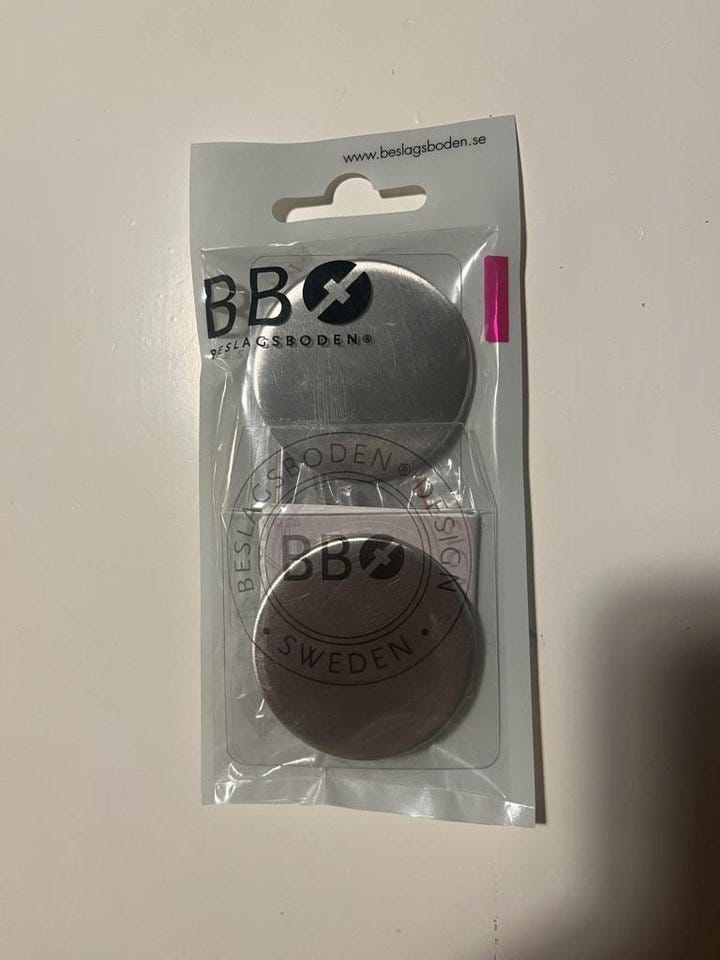 www.beslagsboden.se
BB
BESLAGSBODEN®
BESLAGSBODEN® DESIGN
BB
• SWEDEN •